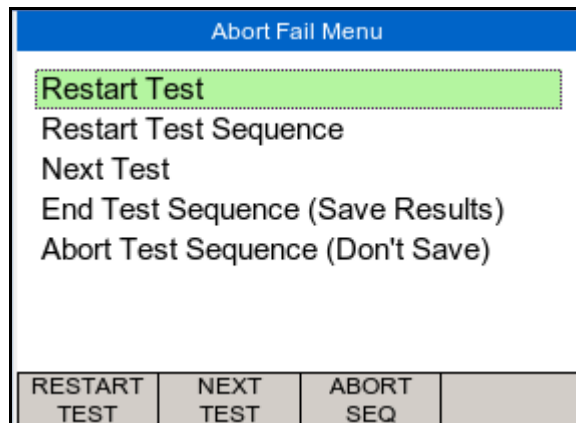 Abort Fail Menu
Restart Test
Restart Test Sequence
Next Test
End Test Sequence (Save Results)
Abort Test Sequence (Don't Save)
RESTART NEXT ABORT
TEST TEST SEQ